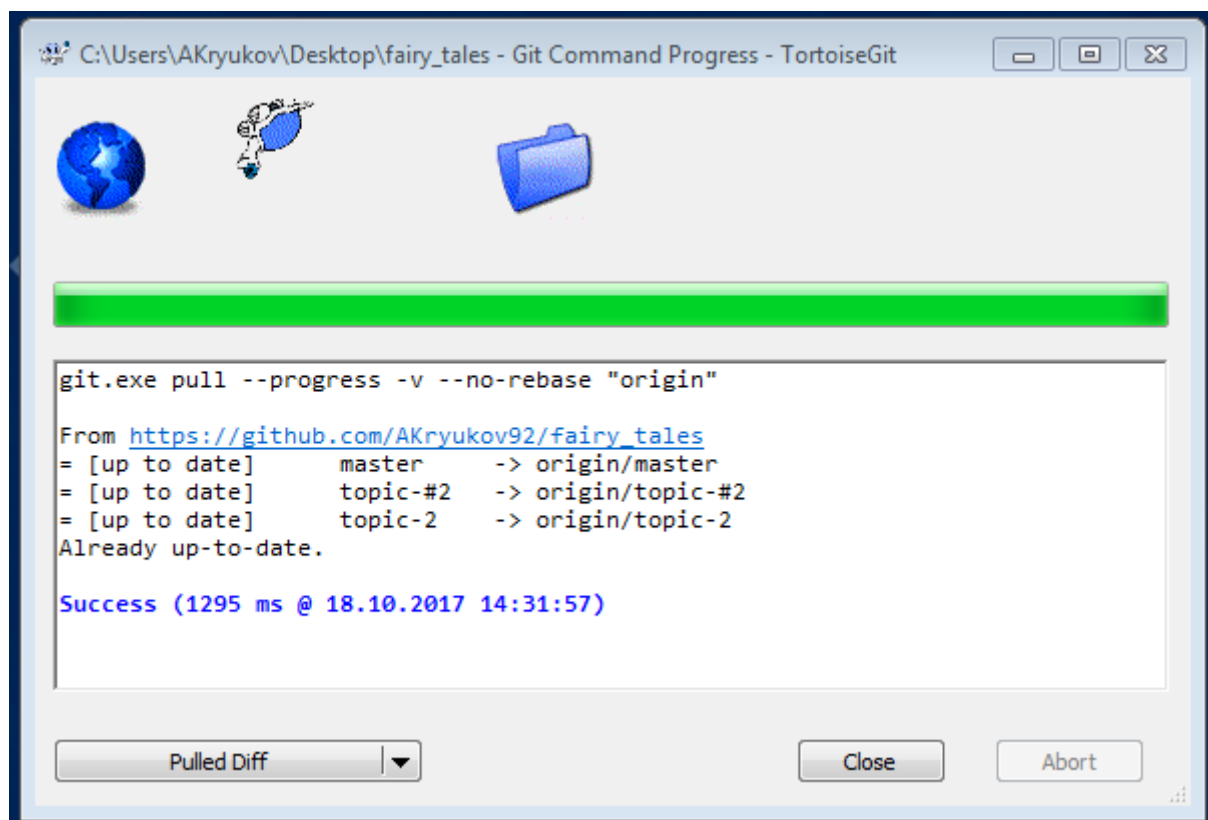 C:\Users\AKryukov\Desktop\fairy_tales - Git Command Progress - TortoiseGit
git.exe pull --progress -v --no-rebase "origin"
From https://github.com/AKryukov92/fairy_tales
= [up to date]      master     -> origin/master
= [up to date]      topic-#2   -> origin/topic-#2
= [up to date]      topic-2    -> origin/topic-2
Already up-to-date.
Success (1295 ms @ 18.10.2017 14:31:57)
Pulled Diff
Close
Abort